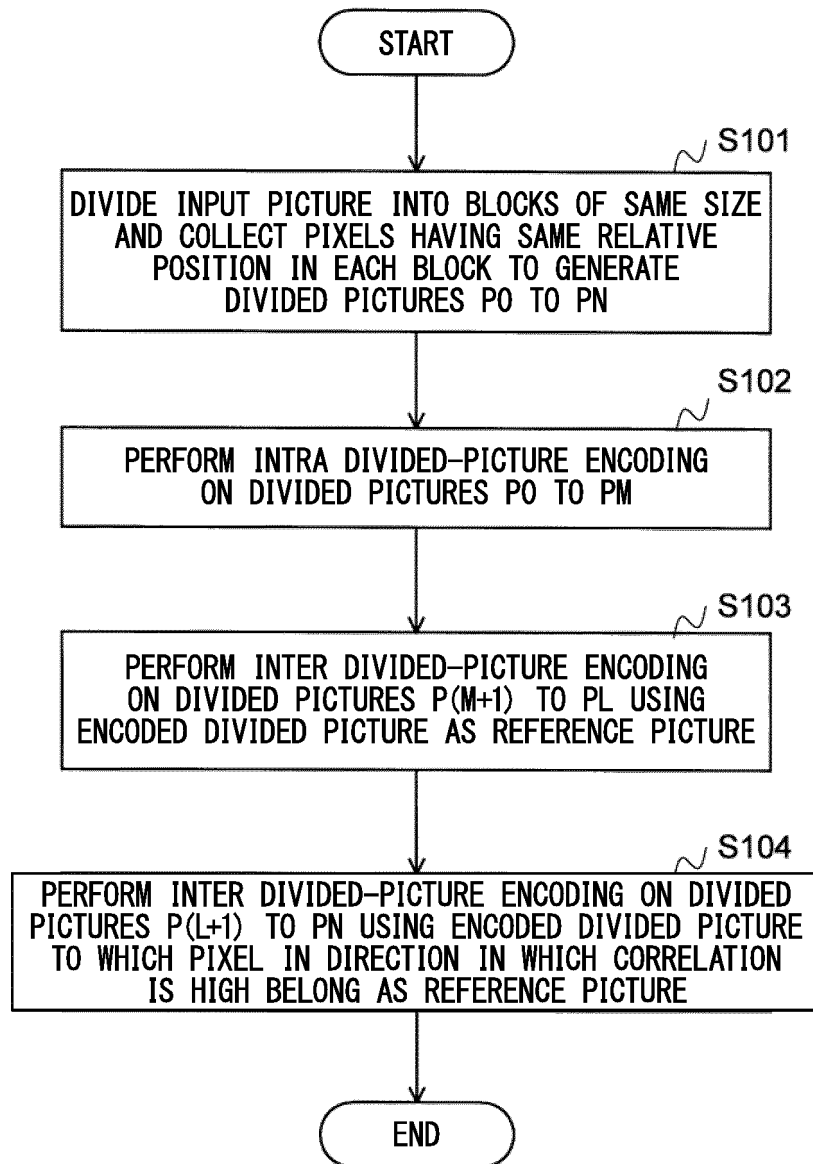 START
S101
DIVIDE INPUT PICTURE INTO BLOCKS OF SAME SIZE
AND COLLECT PIXELS HAVING SAME RELATIVE
POSITION IN EACH BLOCK TO GENERATE
DIVIDED PICTURES P0 TO PN
S102
PERFORM INTRA DIVIDED-PICTURE ENCODING
ON DIVIDED PICTURES P0 TO PM
S103
PERFORM INTER DIVIDED-PICTURE ENCODING
ON DIVIDED PICTURES P(M+1) TO PL USING
ENCODED DIVIDED PICTURE AS REFERENCE PICTURE
S104
PERFORM INTER DIVIDED-PICTURE ENCODING ON DIVIDED
PICTURES P(L+1) TO PN USING ENCODED DIVIDED PICTURE
TO WHICH PIXEL IN DIRECTION IN WHICH CORRELATION
IS HIGH BELONG AS REFERENCE PICTURE
END